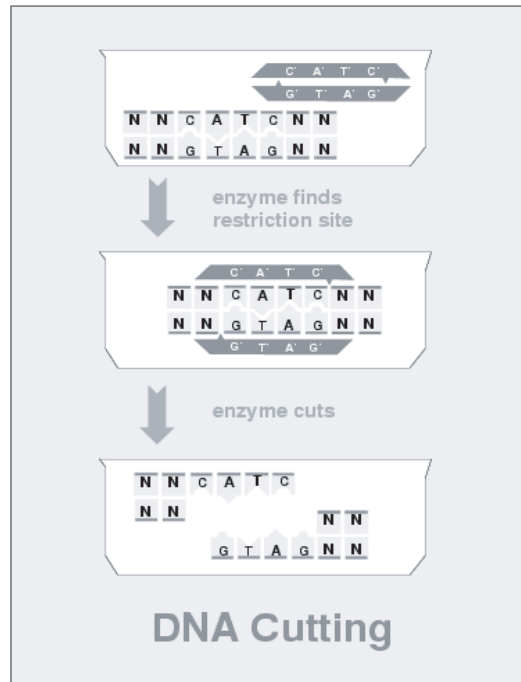 C' A' T' C'
G' T' A' G'
N N C A T C N N
N N G T A G N N
enzyme finds
restriction site
C' A' T' C'
N N C A T C N N
N N G T A G N N
G' T' A' G'
enzyme cuts
N N C A T C
N N
N N
G T A G N N
DNA Cutting